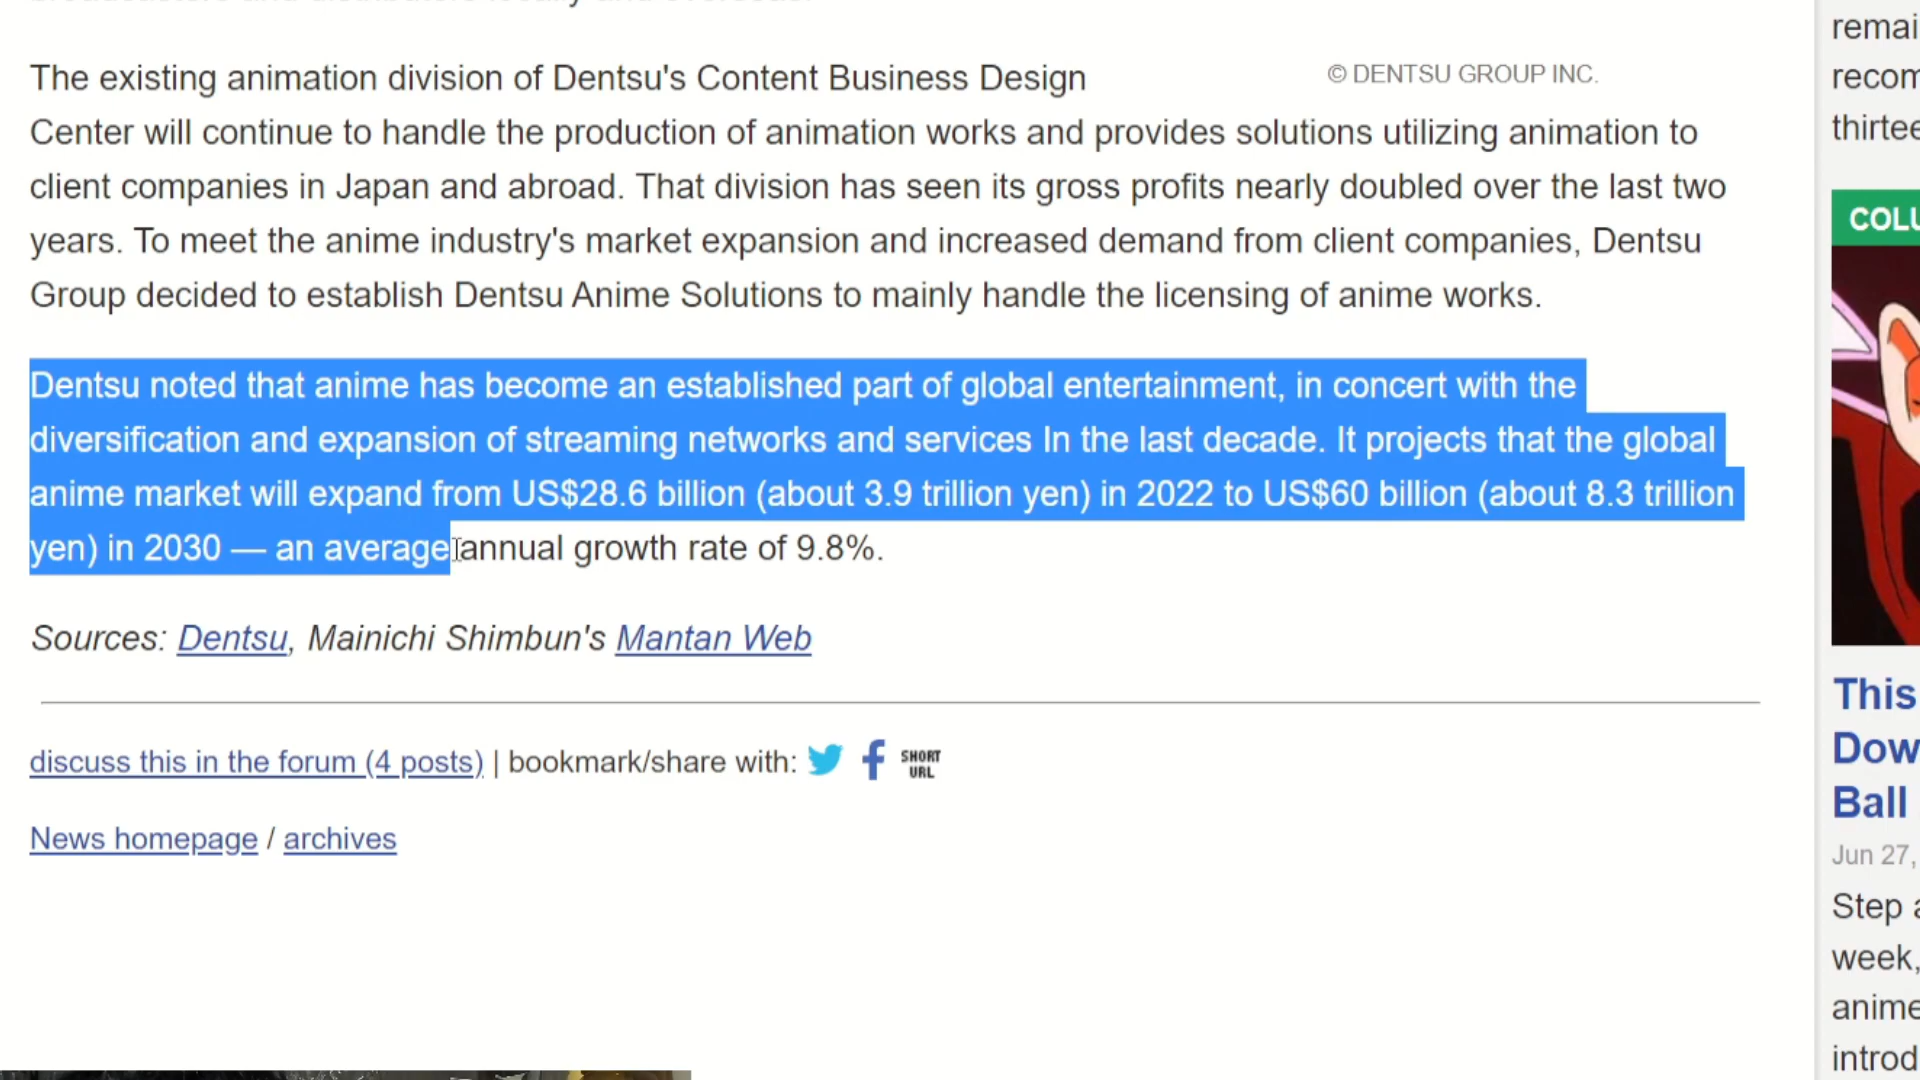 The existing animation division of Dentsu's Content Business Design
© DENTSU GROUP INC.
Center will continue to handle the production of animation works and provides solutions utilizing animation to
client companies in Japan and abroad. That division has seen its gross profits nearly doubled over the last two
years. To meet the anime industry's market expansion and increased demand from client companies, Dentsu
Group decided to establish Dentsu Anime Solutions to mainly handle the licensing of anime works.
Dentsu noted that anime has become an established part of global entertainment, in concert with the
diversification and expansion of streaming networks and services In the last decade. It projects that the global
anime market will expand from US$28.6 billion (about 3.9 trillion yen) in 2022 to US$60 billion (about 8.3 trillion
yen) in 2030 — an average annual growth rate of 9.8%.
Sources: Dentsu, Mainichi Shimbun's Mantan Web
discuss this in the forum (4 posts) | bookmark/share with:
SHORT
URL
News homepage / archives
remai
recom
thirtee
COLU
This
Dow
Ball
Jun 27,
Step a
week,
anime
introd